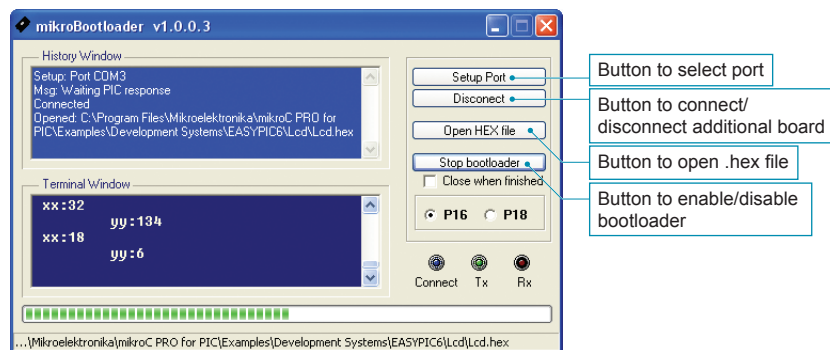 mikroBootloader v1.0.0.3
History Window
Setup: Port COM3
Msg: Waiting PIC response
Connected
Opened: C:\Program Files\Mikroelektronika\mikroC PRO for
PIC\Examples\Development Systems\EASYPIC6\Lcd\Lcd.hex
Terminal Window
xx:32
yy:134
xx:18
yy:6
Setup Port
Disconect
Open HEX file
Stop bootloader
Close when finished
P16 P18
Connect Tx Rx
...\Mikroelektronika\mikroC PRO for PIC\Examples\Development Systems\EASYPIC6\Lcd\Lcd.hex
Button to select port
Button to connect/
disconnect additional board
Button to open .hex file
Button to enable/disable
bootloader